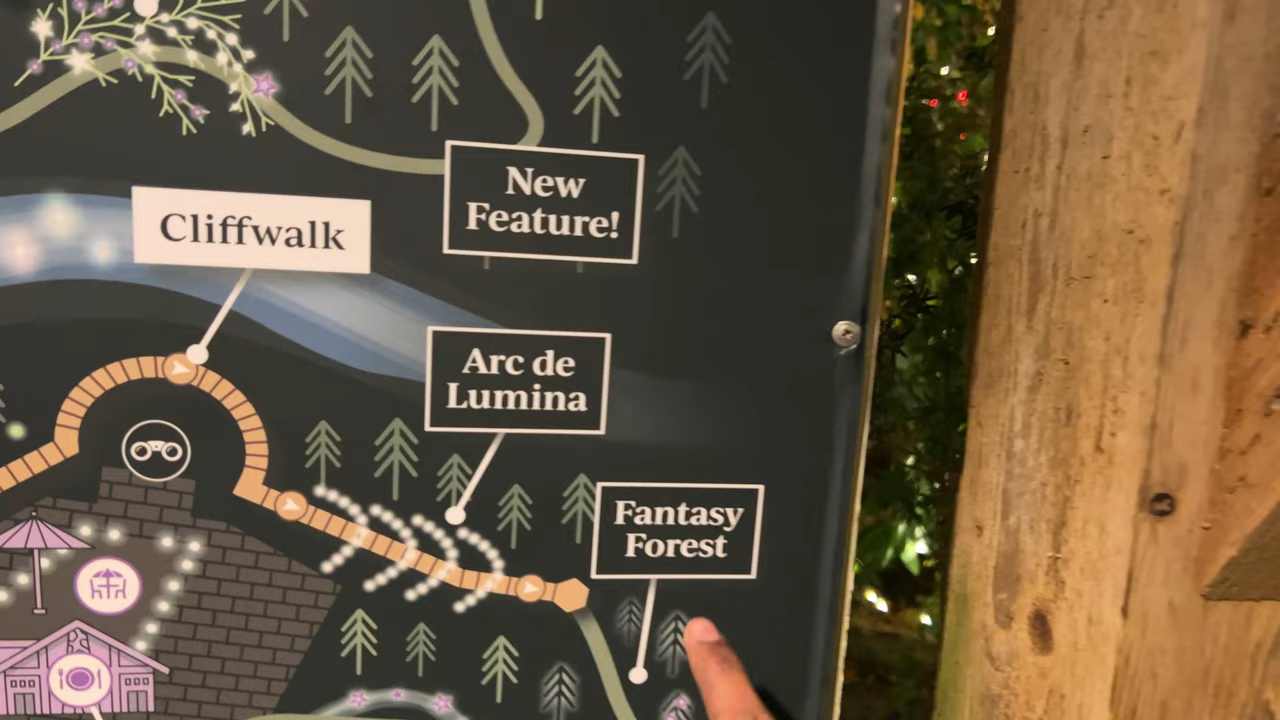 New
Feature!
Cliffwalk
Arc de
Lumina
Fantasy
Forest